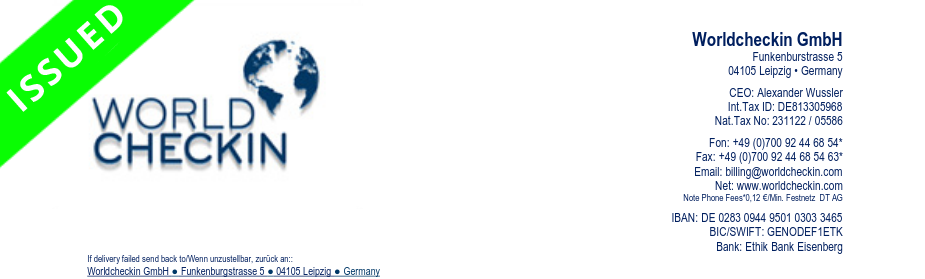 ISSUED
WORLD
CHECKIN
Worldcheckin GmbH
Funkenburstrasse 5
04105 Leipzig • Germany
CEO: Alexander Wussler
Int.Tax ID: DE813305968
Nat.Tax No: 231122 / 05586
Fon: +49 (0)700 92 44 68 54*
Fax: +49 (0)700 92 44 68 54 63*
Email: billing@worldcheckin.com
Net: www.worldcheckin.com
Note Phone Fees*0,12 €/Min. Festnetz DT AG
IBAN: DE 0283 0944 9501 0303 3465
BIC/SWIFT: GENODEF1ETK
Bank: Ethik Bank Eisenberg
If delivery failed send back to/Wenn unzustellbar, zurück an::
Worldcheckin GmbH ● Funkenburgstrasse 5 ● 04105 Leipzig ● Germany